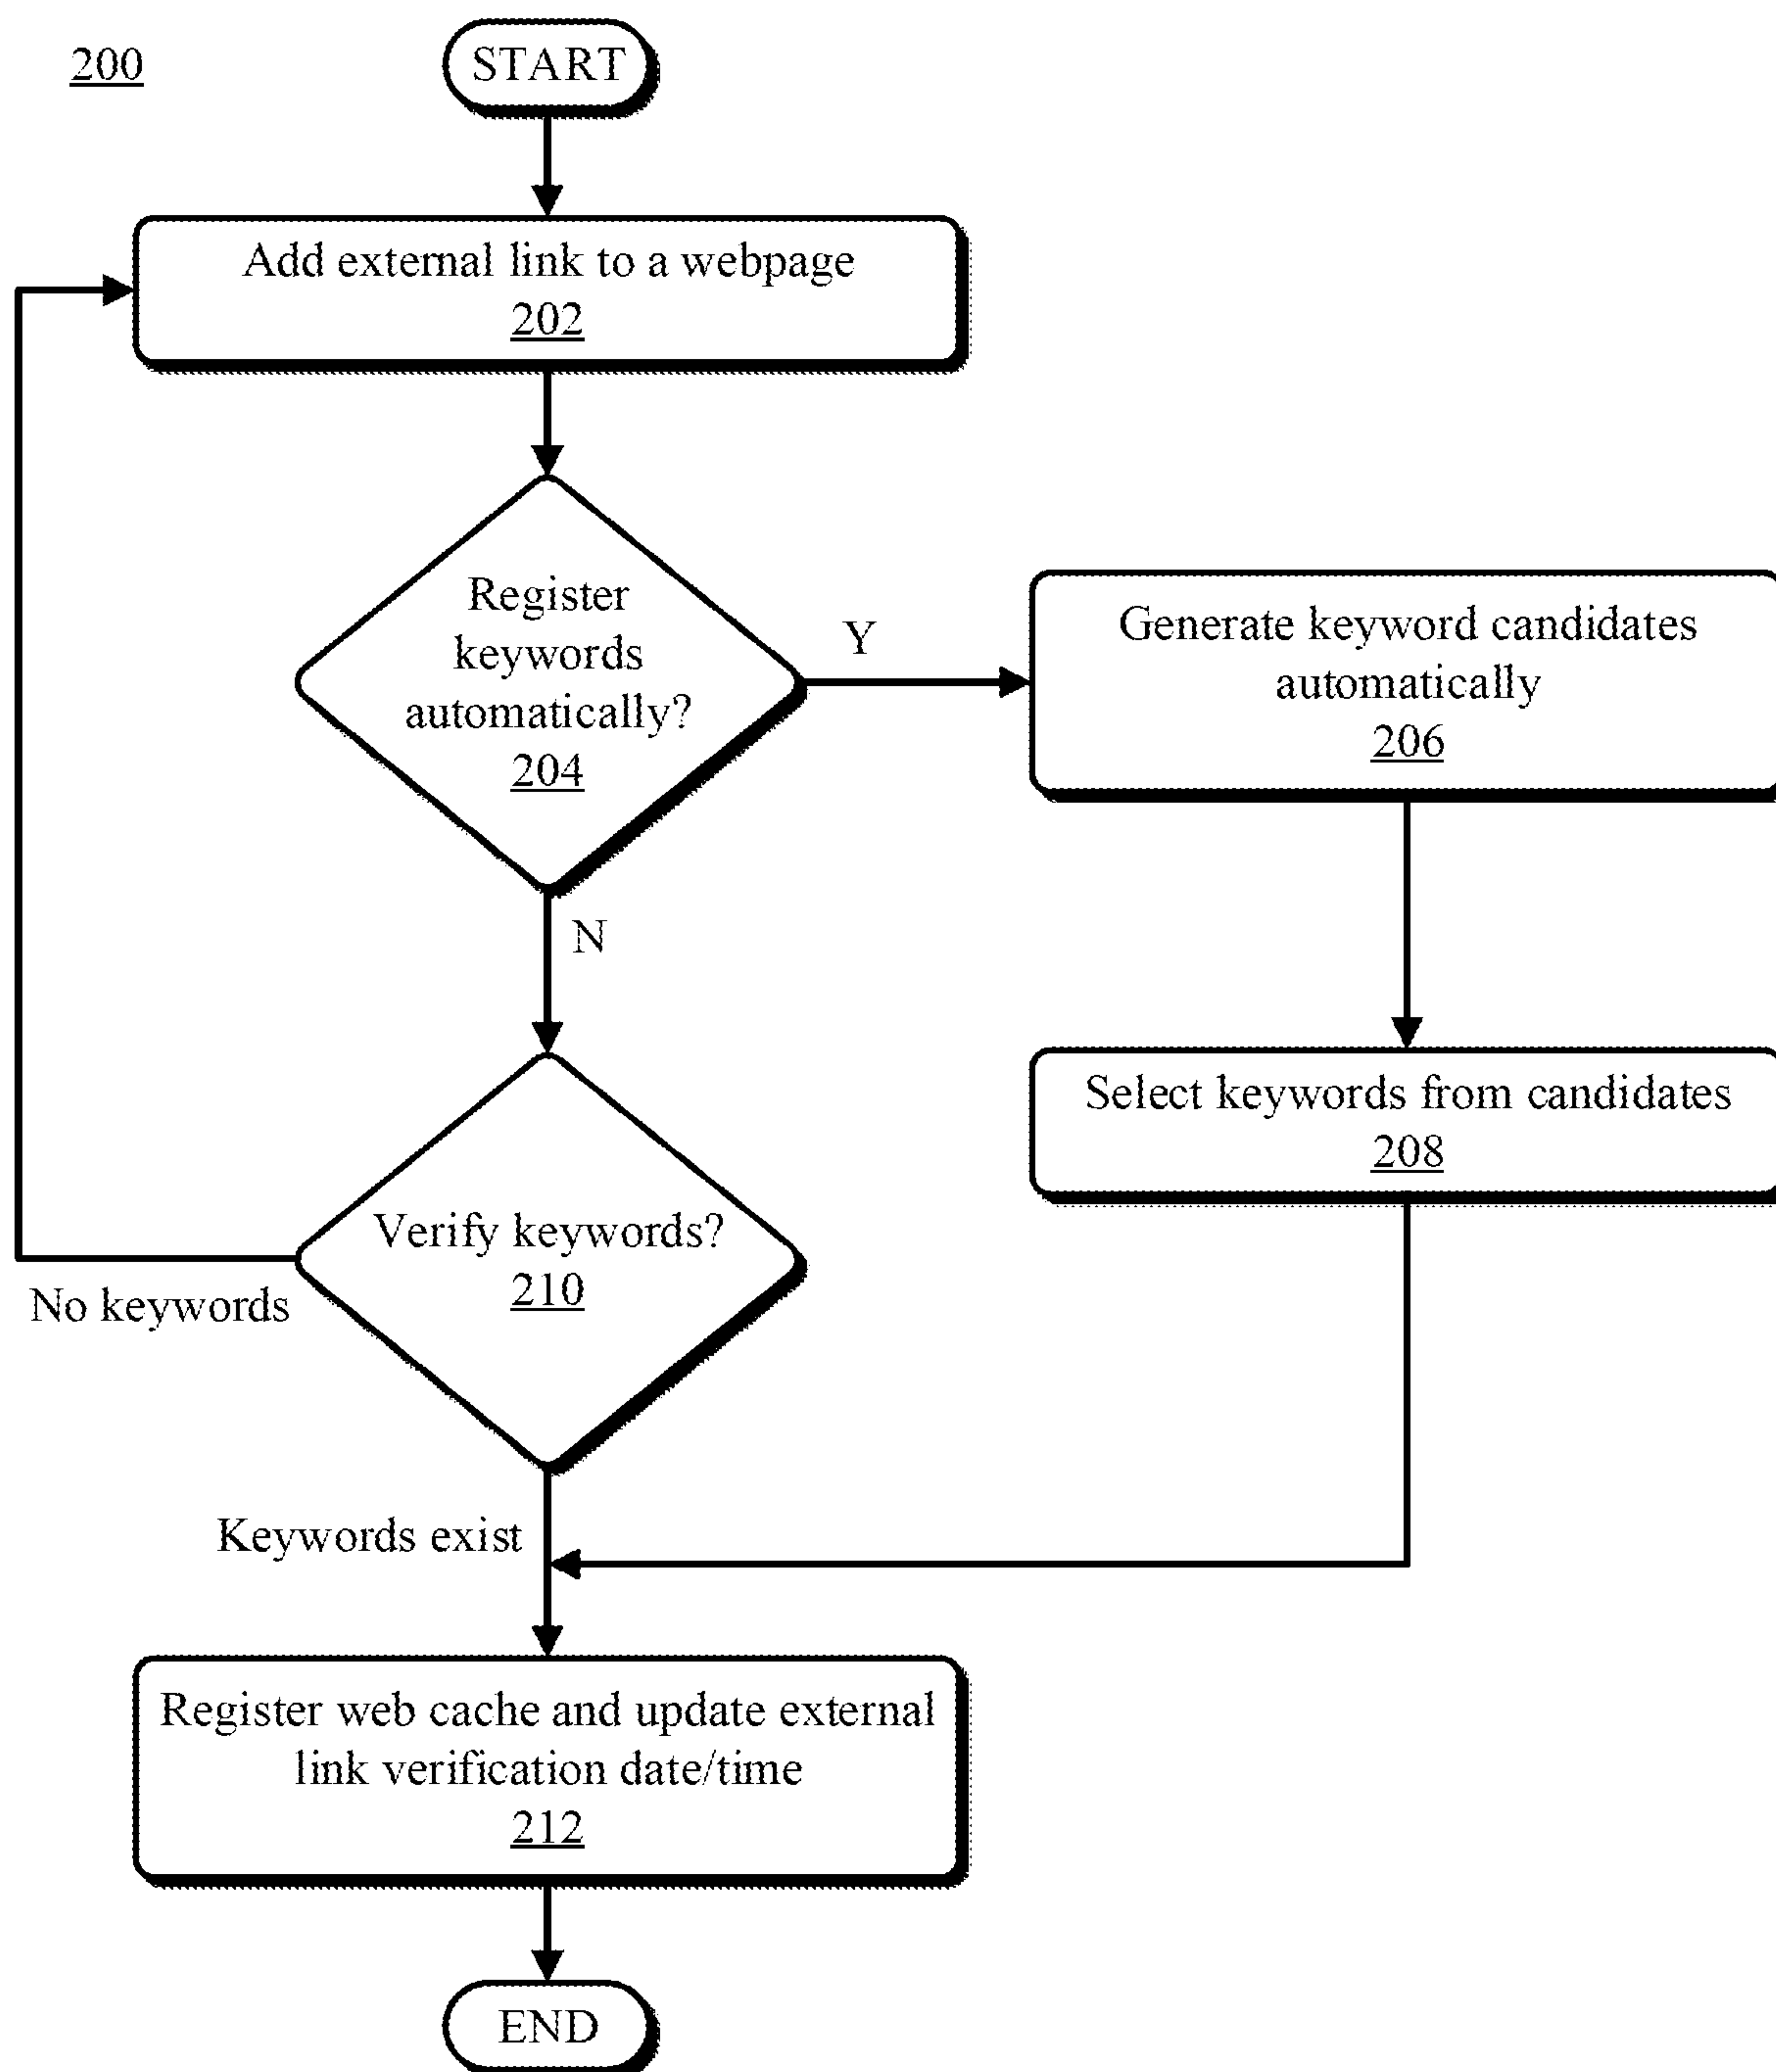 200
START
Add external link to a webpage
202
Register
keywords
automatically?
204
Y
Generate keyword candidates
automatically
206
N
Select keywords from candidates
208
Verify keywords?
210
No keywords
Keywords exist
Register web cache and update external
link verification date/time
212
END